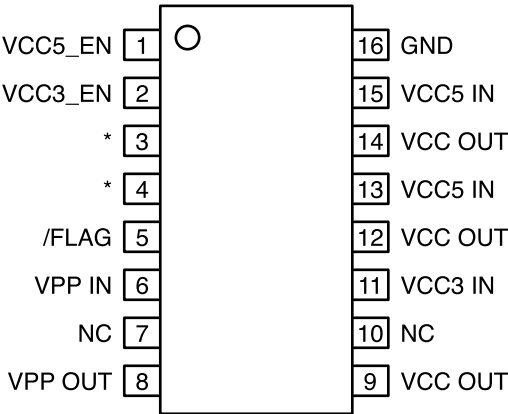 VCC5_EN 1 16 GND
VCC3_EN 2 15 VCC5 IN
* 3 14 VCC OUT
* 4 13 VCC5 IN
/FLAG 5 12 VCC OUT
VPP IN 6 11 VCC3 IN
NC 7 10 NC
VPP OUT 8 9 VCC OUT